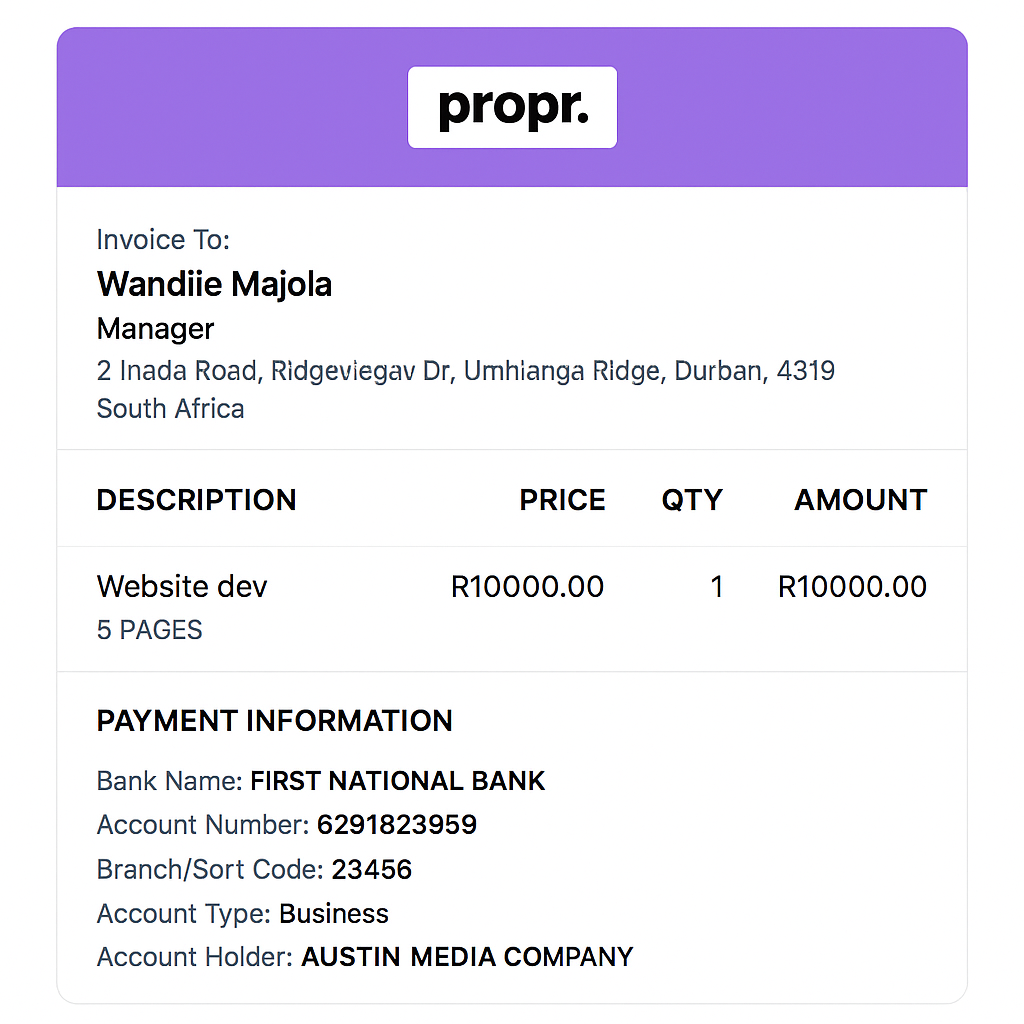 propr.
Invoice To:
Wandiie Majola
Manager
2 Inada Road, Ridgeviegav Dr, Umhlanga Ridge, Durban, 4319
South Africa
DESCRIPTION PRICE QTY AMOUNT
Website dev R10000.00 1 R10000.00
5 PAGES
PAYMENT INFORMATION
Bank Name: FIRST NATIONAL BANK
Account Number: 6291823959
Branch/Sort Code: 23456
Account Type: Business
Account Holder: AUSTIN MEDIA COMPANY